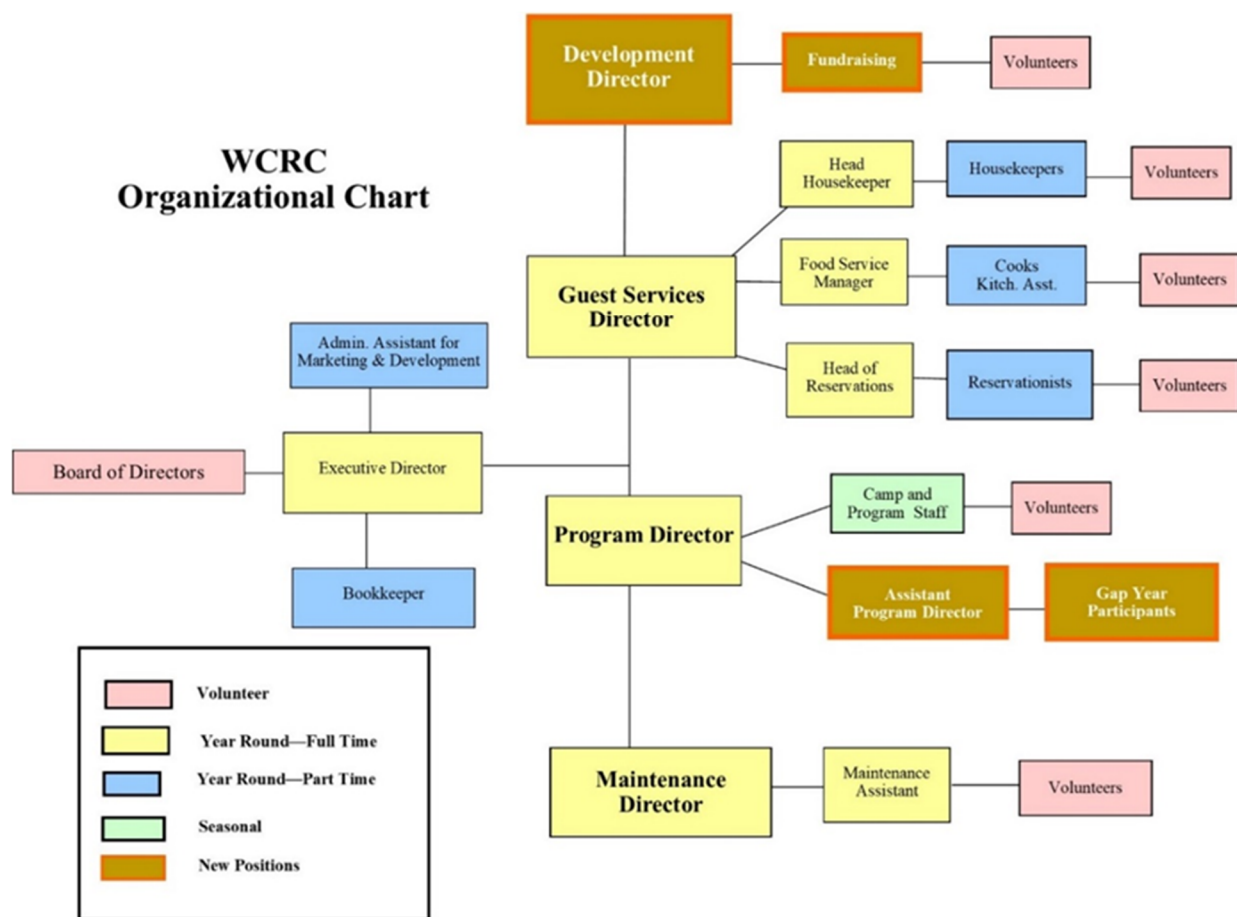 WCRC
Organizational Chart
Development
Director
Fundraising
Volunteers
Head
Housekeeper
Housekeepers
Volunteers
Guest Services
Director
Food Service
Manager
Cooks
Kitch. Asst.
Volunteers
Head of
Reservations
Reservationists
Volunteers
Admin. Assistant for
Marketing & Development
Board of Directors
Executive Director
Bookkeeper
Program Director
Camp and
Program Staff
Volunteers
Assistant
Program Director
Gap Year
Participants
Maintenance
Director
Maintenance
Assistant
Volunteers
Volunteer
Year Round—Full Time
Year Round—Part Time
Seasonal
New Positions